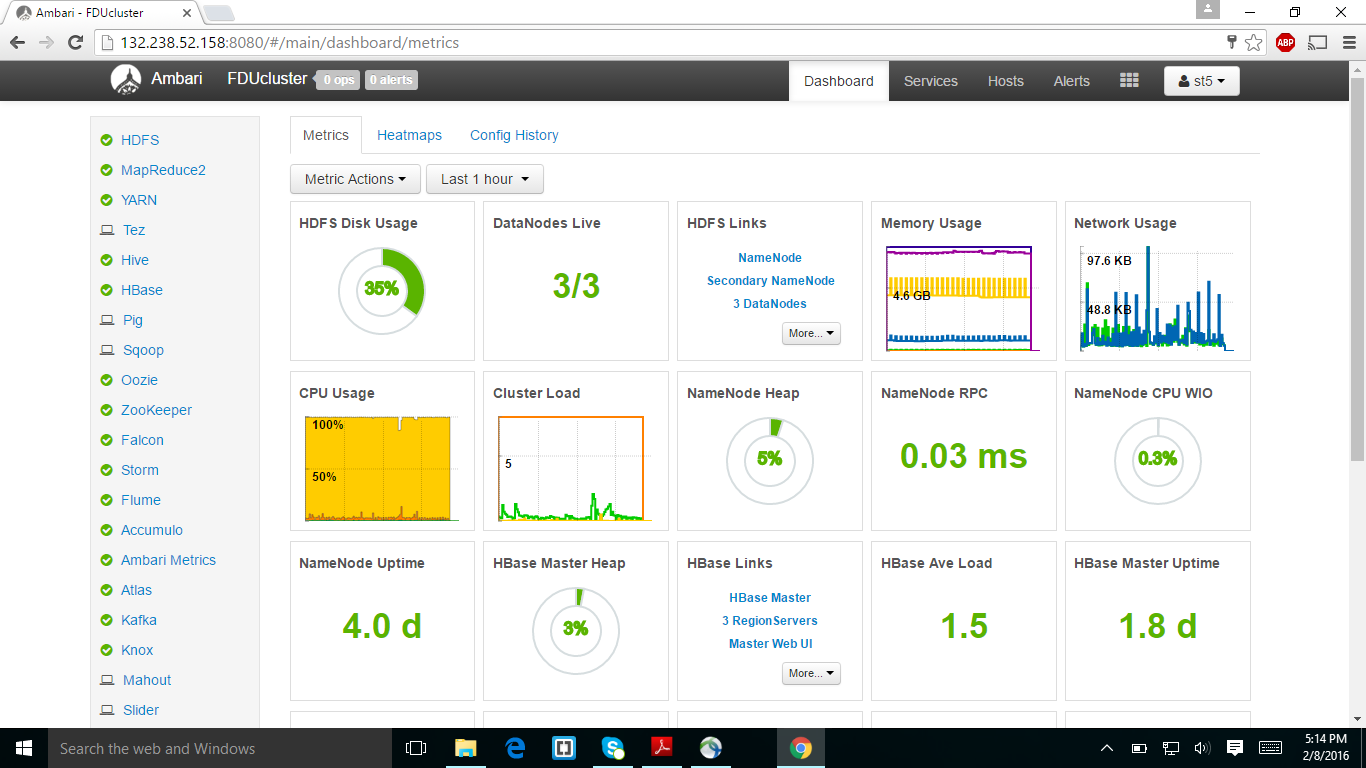 Ambari - FDUcluster
132.238.52.158:8080/#/main/dashboard/metrics
ABP
Ambari FDUcluster 0 ops 0 alerts Dashboard Services Hosts Alerts st5
HDFS
MapReduce2
YARN
Tez
Hive
HBase
Pig
Sqoop
Oozie
ZooKeeper
Falcon
Storm
Flume
Accumulo
Ambari Metrics
Atlas
Kafka
Knox
Mahout
Slider
Metrics Heatmaps Config History
Metric Actions Last 1 hour
HDFS Disk Usage
35%
DataNodes Live
3/3
HDFS Links
NameNode
Secondary NameNode
3 DataNodes
More...
Memory Usage
4.6 GB
Network Usage
97.6 KB
48.8 KB
CPU Usage
100%
50%
Cluster Load
5
NameNode Heap
5%
NameNode RPC
0.03 ms
NameNode CPU WIO
0.3%
NameNode Uptime
4.0 d
HBase Master Heap
3%
HBase Links
HBase Master
3 RegionServers
Master Web UI
More...
HBase Ave Load
1.5
HBase Master Uptime
1.8 d
Search the web and Windows
5:14 PM
2/8/2016